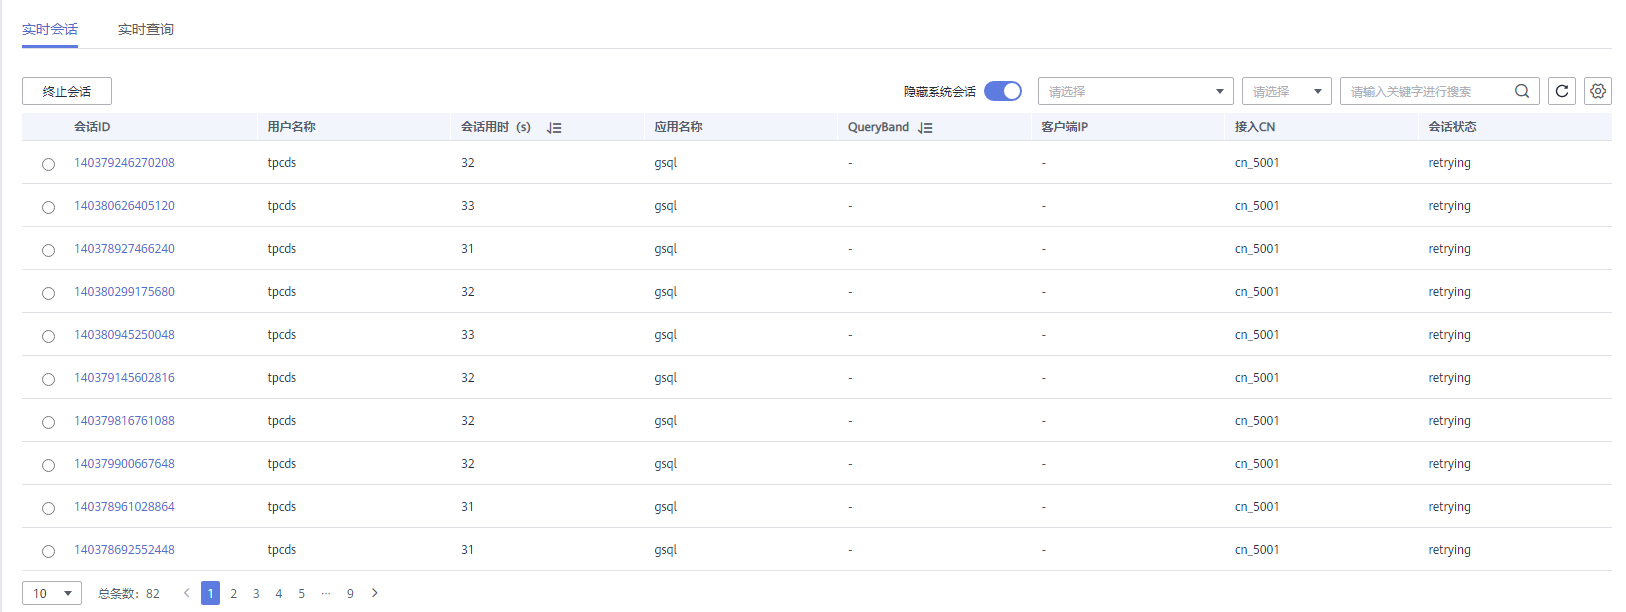 实时会话 实时查询
终止会话 隐藏系统会话 请选择 请选择 请输入关键字进行搜索
会话ID 用户名称 会话用时（s） 应用名称 QueryBand 客户端IP 接入CN 会话状态
140379246270208 tpcds 32 gsql - - cn_5001 retrying
140380626405120 tpcds 33 gsql - - cn_5001 retrying
140378927466240 tpcds 31 gsql - - cn_5001 retrying
140380299175680 tpcds 32 gsql - - cn_5001 retrying
140380945250048 tpcds 33 gsql - - cn_5001 retrying
140379145602816 tpcds 32 gsql - - cn_5001 retrying
140379816761088 tpcds 32 gsql - - cn_5001 retrying
140379900667648 tpcds 32 gsql - - cn_5001 retrying
140378961028864 tpcds 31 gsql - - cn_5001 retrying
140378692552448 tpcds 31 gsql - - cn_5001 retrying
10 总条数：82 < 1 2 3 4 5 ··· 9 >